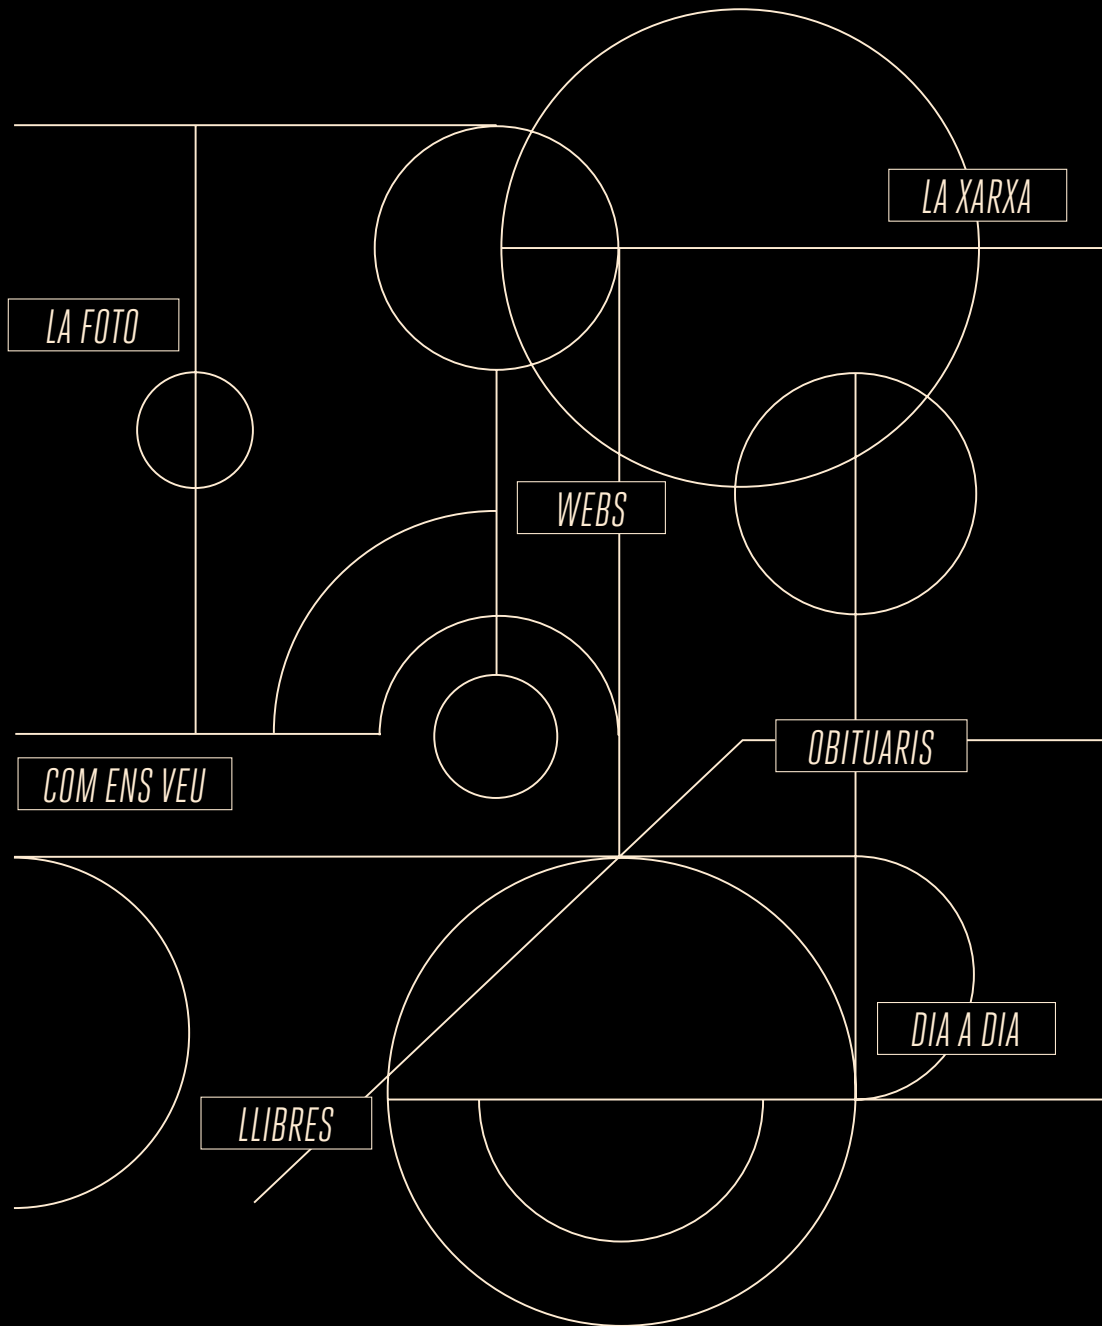 LA XARXA
LA FOTO
WEBS
OBITUARIS
COM ENS VEU
DIA A DIA
LLIBRES